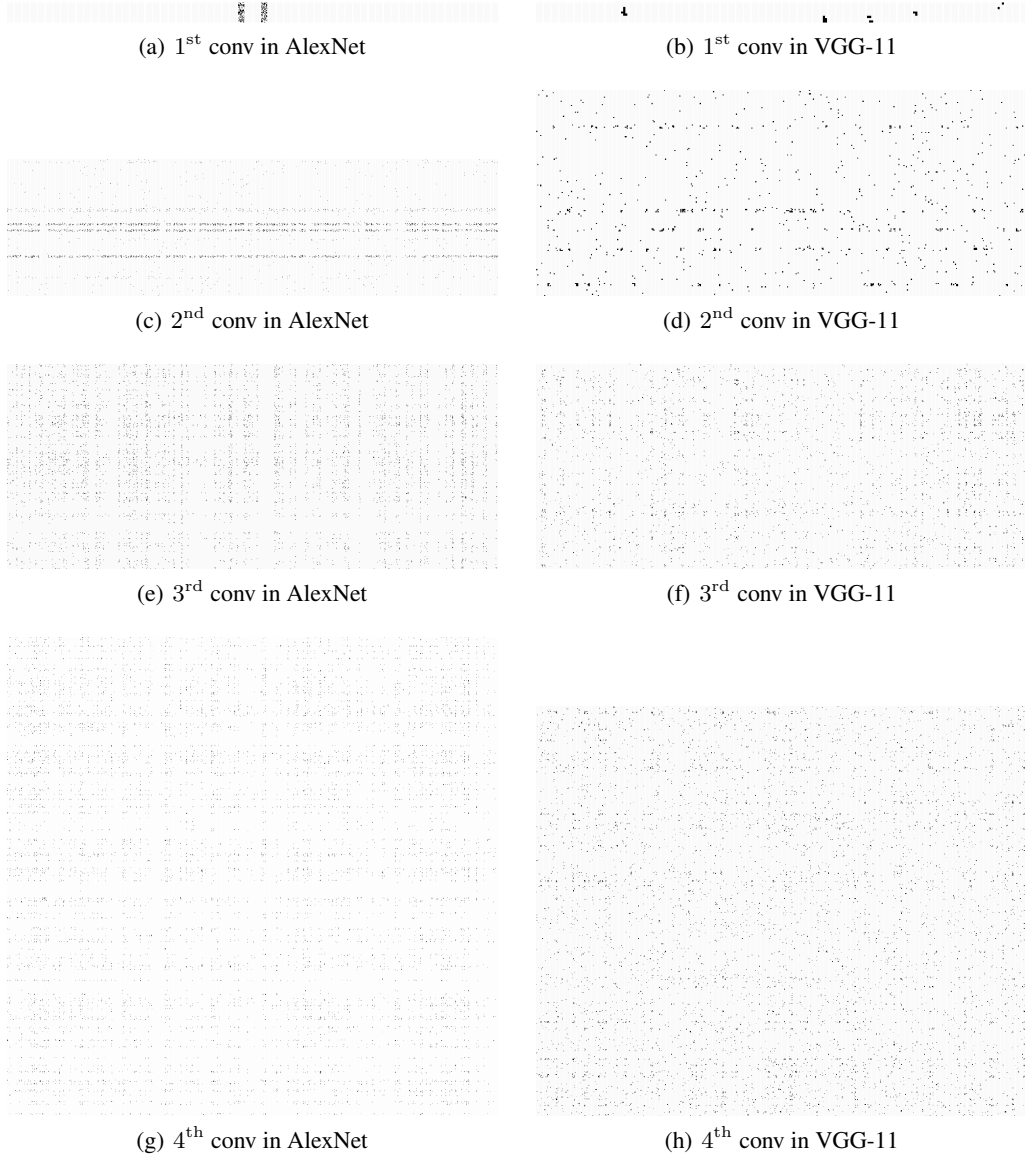 (a) 1st conv in AlexNet
(b) 1st conv in VGG-11
(c) 2nd conv in AlexNet
(d) 2nd conv in VGG-11
(e) 3rd conv in AlexNet
(f) 3rd conv in VGG-11
(g) 4th conv in AlexNet
(h) 4th conv in VGG-11